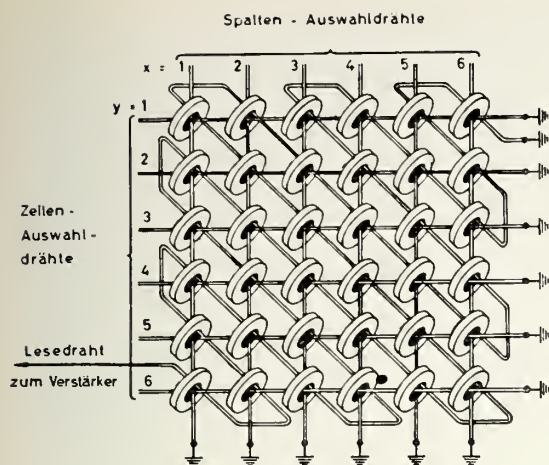 Spalten - Auswahldrähte
x = 1 2 3 4 5 6
y = 1
2
Zeilen -
3
Auswahl -
drähte
4
5
Lesedraht
zum Verstärker
6